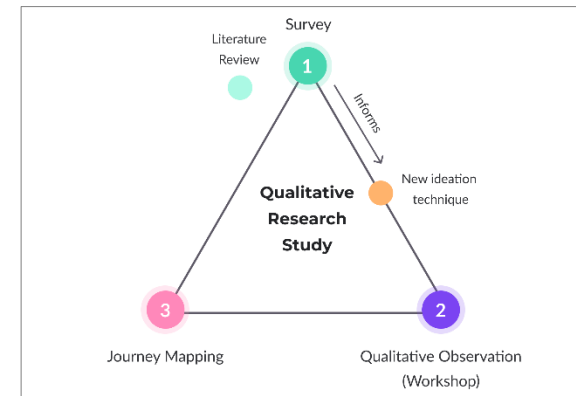 Survey
Literature
Review
1
Informs
New ideation
technique
Qualitative
Research
Study
3
2
Journey Mapping
Qualitative Observation
(Workshop)